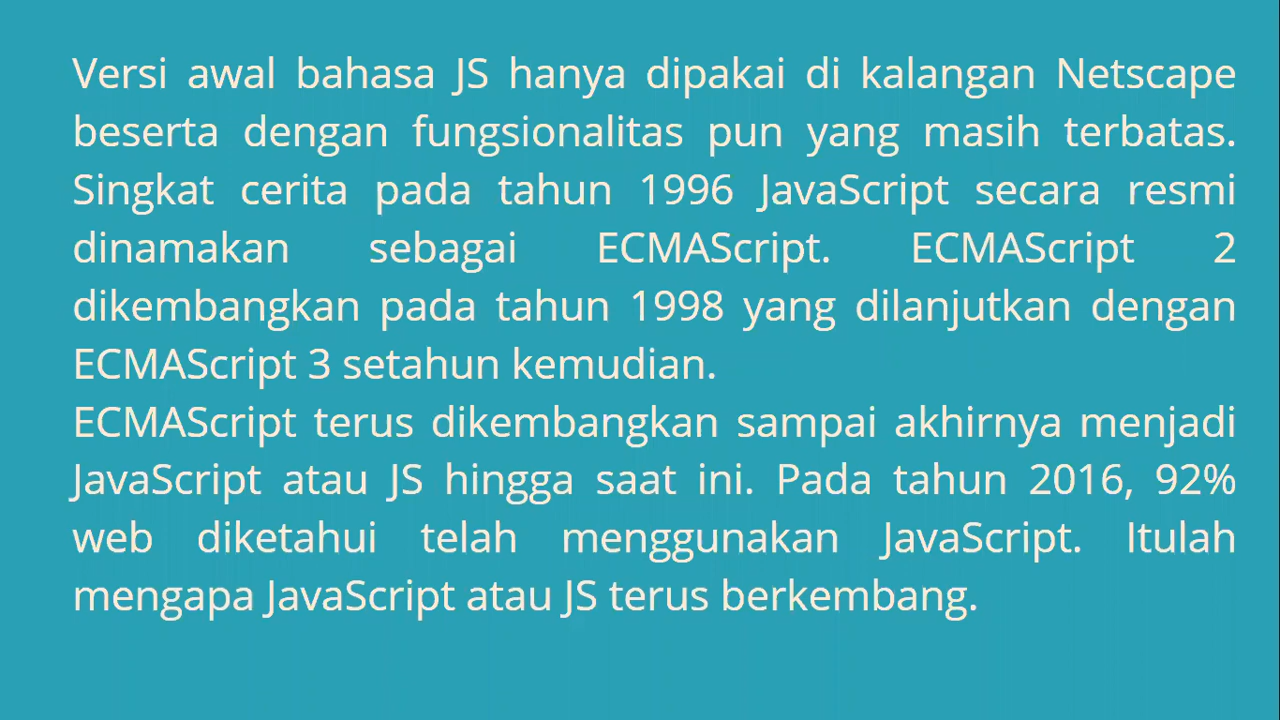 Versi awal bahasa JS hanya dipakai di kalangan Netscape
beserta dengan fungsionalitas pun yang masih terbatas.
Singkat cerita pada tahun 1996 JavaScript secara resmi
dinamakan sebagai ECMAScript. ECMAScript 2
dikembangkan pada tahun 1998 yang dilanjutkan dengan
ECMAScript 3 setahun kemudian.
ECMAScript terus dikembangkan sampai akhirnya menjadi
JavaScript atau JS hingga saat ini. Pada tahun 2016, 92%
web diketahui telah menggunakan JavaScript. Itulah
mengapa JavaScript atau JS terus berkembang.